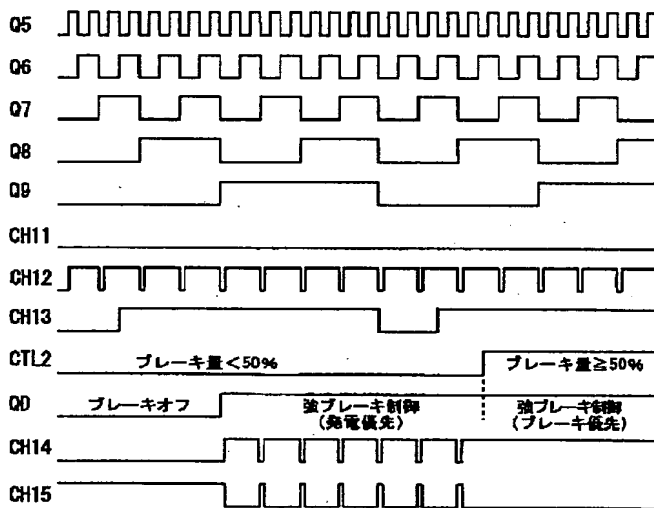 Q5
Q6
Q7
Q8
Q9
CH11
CH12
CH13
CTL2
ブレーキ量<50%
ブレーキ量≧50%
QD
ブレーキオフ
強ブレーキ制御
(発電優先)
強ブレーキ制御
(ブレーキ優先)
CH14
CH15